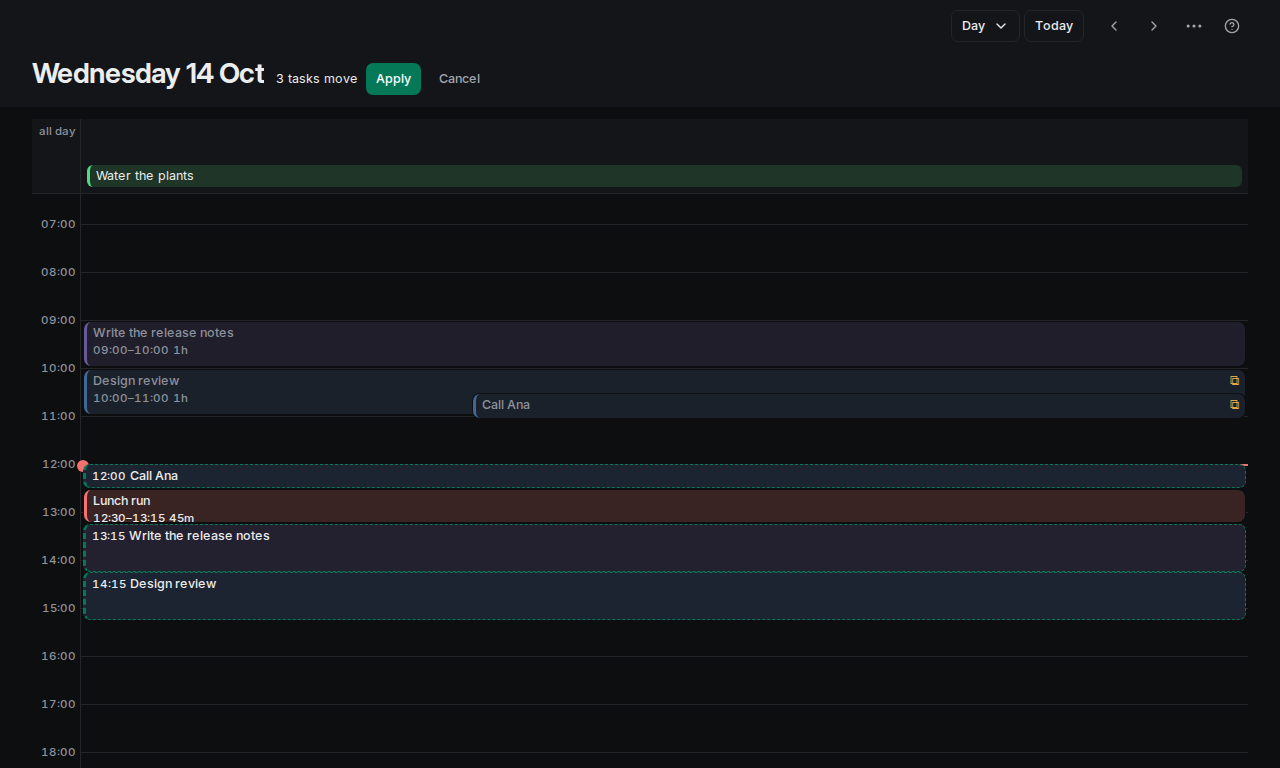 Day
Today
Wednesday 14 Oct
3 tasks move
Apply
Cancel
all day
Water the plants
07:00
08:00
09:00
Write the release notes
09:00–10:00 1h
10:00
Design review
10:00–11:00 1h
Call Ana
11:00
12:00
12:00 Call Ana
Lunch run
12:30–13:15 45m
13:00
13:15 Write the release notes
14:00
14:15 Design review
15:00
16:00
17:00
18:00